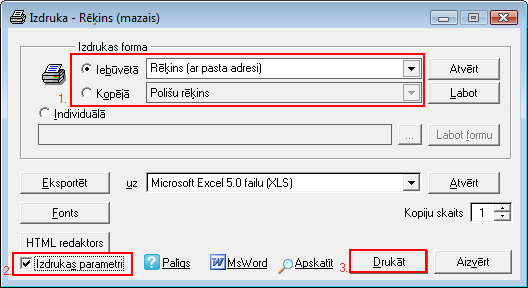 Izdruka - Rēķins (mazais)
Izdrukas forma
1.
Iebūvētā Rēķins (ar pasta adresi) Atvērt
Kopējā Polišu rēķins Labot
Individuālā
... Labot formu
Eksportēt uz Microsoft Excel 5.0 failu (XLS) Atvērt
Fonts Kopiju skaits 1
HTML redaktors
2. Izdrukas parametri Palīgs MsWord Apskatīt 3. Drukāt Aizvērt